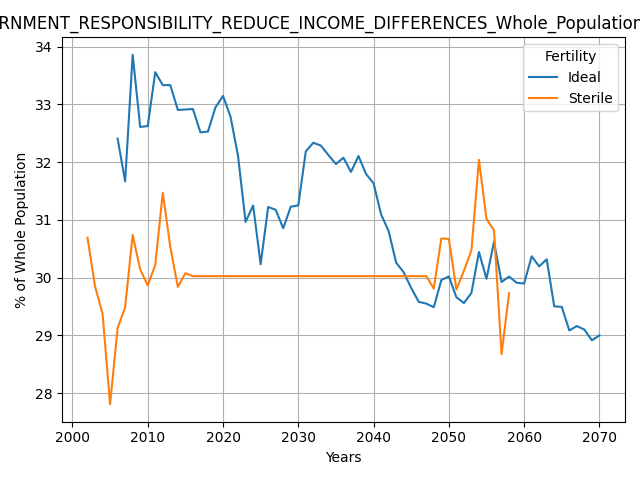 RNMENT_RESPONSIBILITY_REDUCE_INCOME_DIFFERENCES_Whole_Population
34
33
32
31
30
29
28
% of Whole Population
Fertility
Ideal
Sterile
2000 2010 2020 2030 2040 2050 2060 2070
Years